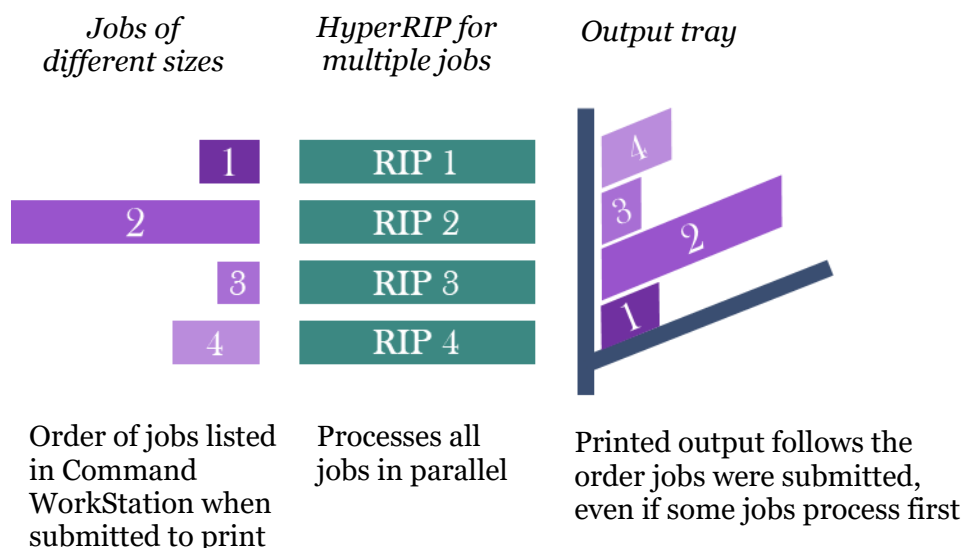 Jobs of
different sizes
HyperRIP for
multiple jobs
Output tray
1
2
3
4
RIP 1
RIP 2
RIP 3
RIP 4
4
3
2
1
Order of jobs listed
in Command
WorkStation when
submitted to print
Processes all
jobs in parallel
Printed output follows the
order jobs were submitted,
even if some jobs process first